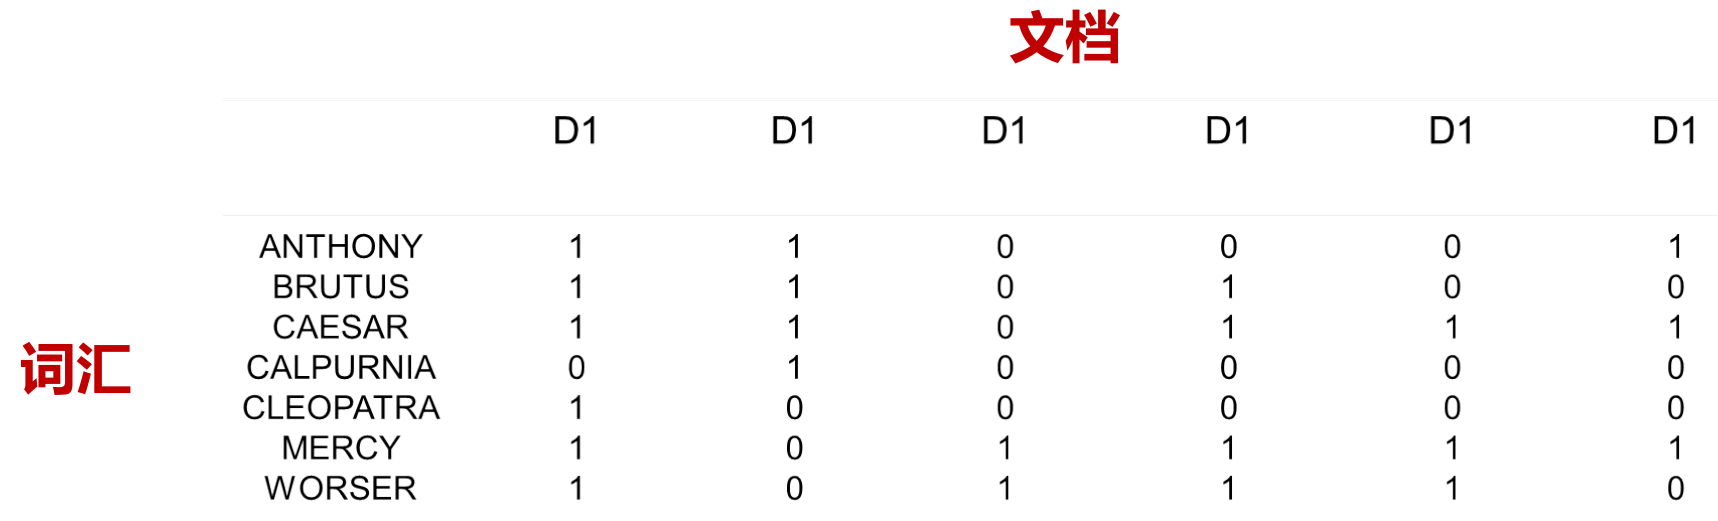 文档
D1 D1 D1 D1 D1 D1
ANTHONY 1 1 0 0 0 1
BRUTUS 1 1 0 1 0 0
CAESAR 1 1 0 1 1 1
词汇
CALPURNIA 0 1 0 0 0 0
CLEOPATRA 1 0 0 0 0 0
MERCY 1 0 1 1 1 1
WORSER 1 0 1 1 1 0